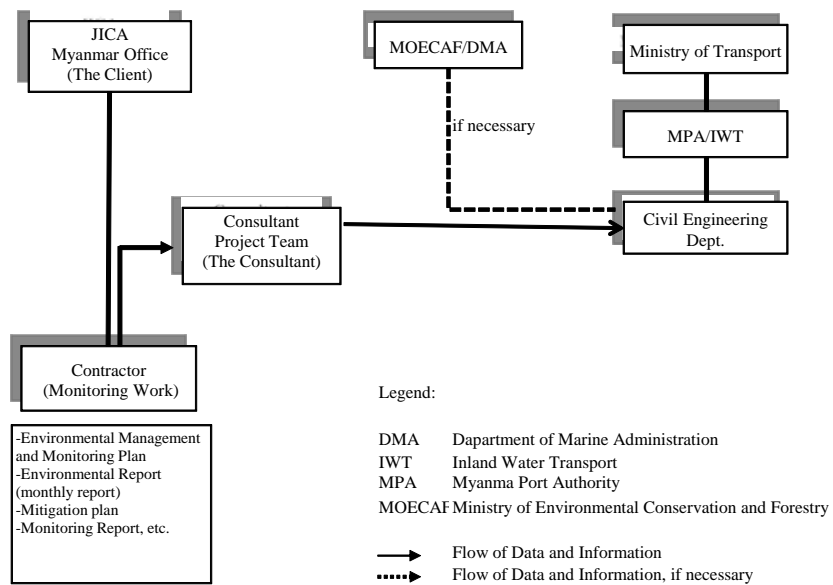 JICA
Myanmar Office
(The Client)
MOECAF/DMA
Ministry of Transport
if necessary
MPA/IWT
Consultant
Project Team
(The Consultant)
Civil Engineering
Dept.
Contractor
(Monitoring Work)
-Environmental Management
and Monitoring Plan
-Environmental Report
(monthly report)
-Mitigation plan
-Monitoring Report, etc.
Legend:
DMA Dapartment of Marine Administration
IWT Inland Water Transport
MPA Myanma Port Authority
MOECAF Ministry of Environmental Conservation and Forestry
Flow of Data and Information
Flow of Data and Information, if necessary